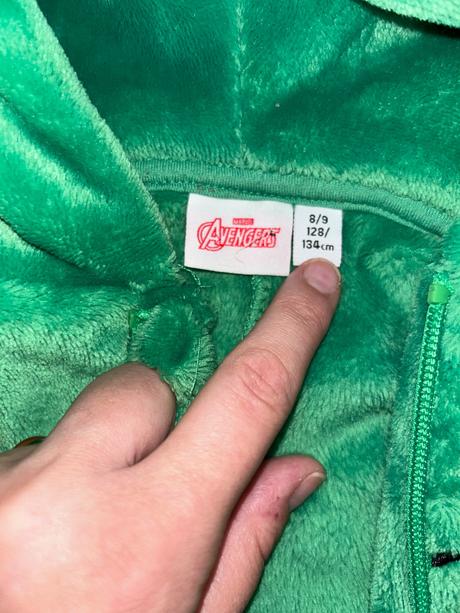 MARVEL
AVENGERS
8/9
128/
134cm